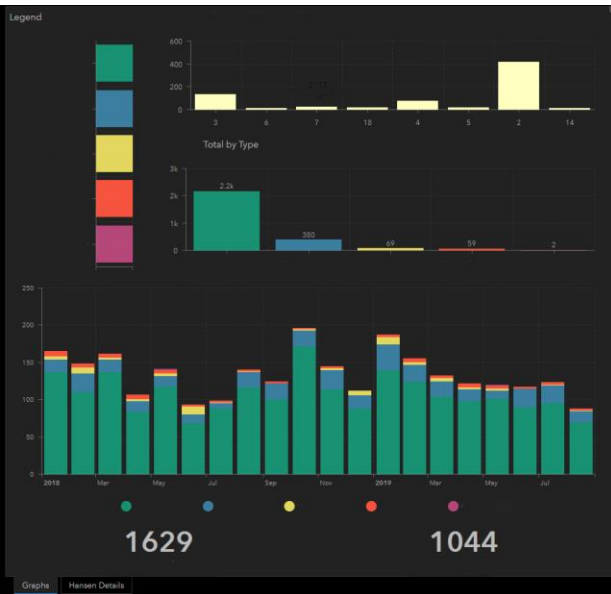 Legend
600
400
200
0
3 6 7 18 4 5 2 14
Total by Type
3k
2k
1k
0
2.2k 380 69 59 2
250
200
150
100
50
0
2018 Mar May Jul Sep Nov 2019 Mar May Jul
1629 1044
Graphs Hansen Details